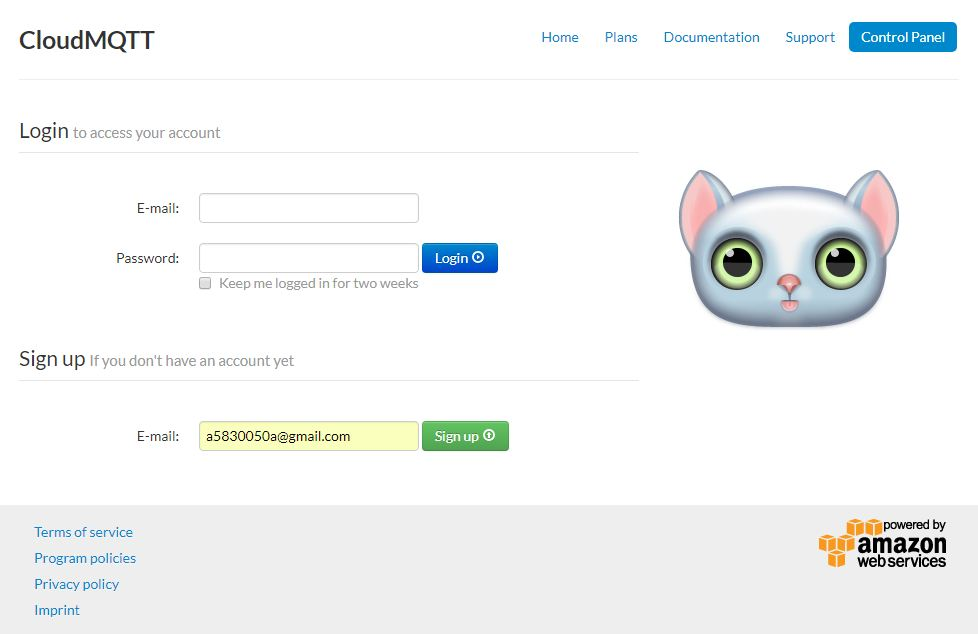 CloudMQTT
Home Plans Documentation Support Control Panel
Login to access your account
E-mail:
Password: Login
Keep me logged in for two weeks
Sign up If you don't have an account yet
E-mail: a5830050a@gmail.com Sign up
Terms of service
Program policies
Privacy policy
Imprint
powered by
amazon
web services